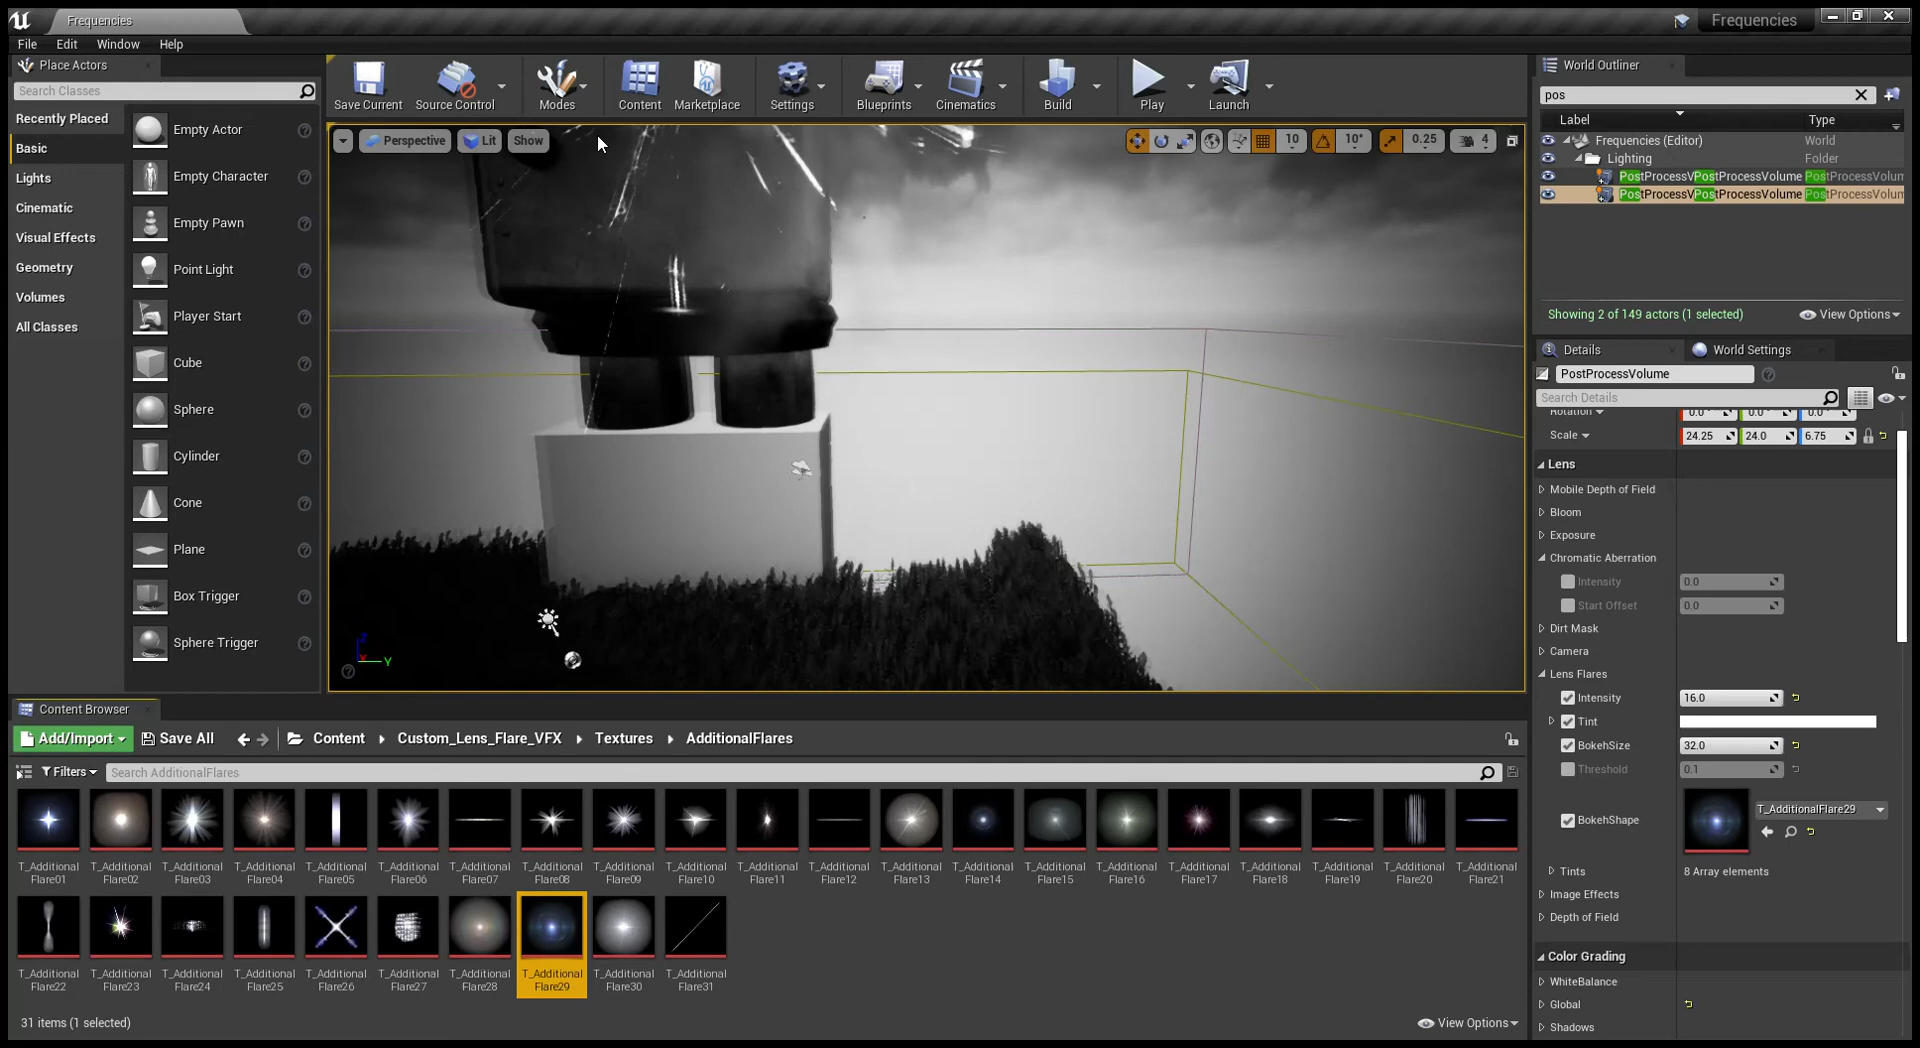 Frequencies
Frequencies
File Edit Window Help
Place Actors
Search Classes
Recently Placed
Basic
Lights
Cinematic
Visual Effects
Geometry
Volumes
All Classes
Empty Actor
Empty Character
Empty Pawn
Point Light
Player Start
Cube
Sphere
Cylinder
Cone
Plane
Box Trigger
Sphere Trigger
Save Current
Source Control
Modes
Content
Marketplace
Settings
Blueprints
Cinematics
Build
Play
Launch
Perspective
Lit
Show
10
10°
0.25
4
Z
X
Y
World Outliner
pos
Label Type
Frequencies (Editor) World
Lighting Folder
PostProcessV PostProcessVolume PostProcessVolum
PostProcessV PostProcessVolume PostProcessVolum
Showing 2 of 149 actors (1 selected)
View Options
Details
World Settings
PostProcessVolume
Search Details
Rotation 0.0° 0.0° 0.0°
Scale 24.25 24.0 6.75
Lens
Mobile Depth of Field
Bloom
Exposure
Chromatic Aberration
Intensity 0.0
Start Offset 0.0
Dirt Mask
Camera
Lens Flares
Intensity 16.0
Tint
BokehSize 32.0
Threshold 0.1
BokehShape
T_AdditionalFlare29
Tints 8 Array elements
Image Effects
Depth of Field
Color Grading
WhiteBalance
Global
Shadows
Content Browser
Add/Import
Save All
Content
Custom_Lens_Flare_VFX
Textures
AdditionalFlares
Filters
Search AdditionalFlares
T_Additional Flare01
T_Additional Flare02
T_Additional Flare03
T_Additional Flare04
T_Additional Flare05
T_Additional Flare06
T_Additional Flare07
T_Additional Flare08
T_Additional Flare09
T_Additional Flare10
T_Additional Flare11
T_Additional Flare12
T_Additional Flare13
T_Additional Flare14
T_Additional Flare15
T_Additional Flare16
T_Additional Flare17
T_Additional Flare18
T_Additional Flare19
T_Additional Flare20
T_Additional Flare21
T_Additional Flare22
T_Additional Flare23
T_Additional Flare24
T_Additional Flare25
T_Additional Flare26
T_Additional Flare27
T_Additional Flare28
T_Additional Flare29
T_Additional Flare30
T_Additional Flare31
31 items (1 selected)
View Options